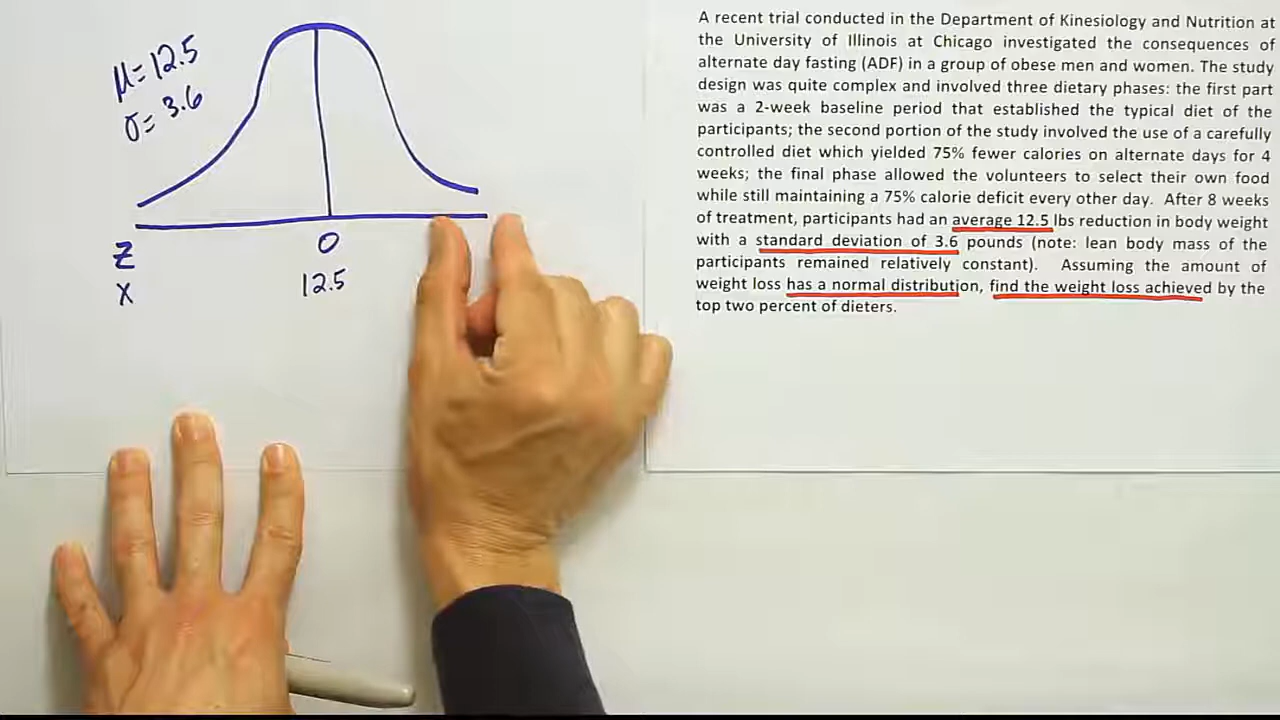 μ=12.5
σ=3.6
Z 0
X 12.5
A recent trial conducted in the Department of Kinesiology and Nutrition at
the University of Illinois at Chicago investigated the consequences of
alternate day fasting (ADF) in a group of obese men and women. The study
design was quite complex and involved three dietary phases: the first part
was a 2-week baseline period that established the typical diet of the
participants; the second portion of the study involved the use of a carefully
controlled diet which yielded 75% fewer calories on alternate days for 4
weeks; the final phase allowed the volunteers to select their own food
while still maintaining a 75% calorie deficit every other day. After 8 weeks
of treatment, participants had an average 12.5 lbs reduction in body weight
with a standard deviation of 3.6 pounds (note: lean body mass of the
participants remained relatively constant). Assuming the amount of
weight loss has a normal distribution, find the weight loss achieved by the
top two percent of dieters.